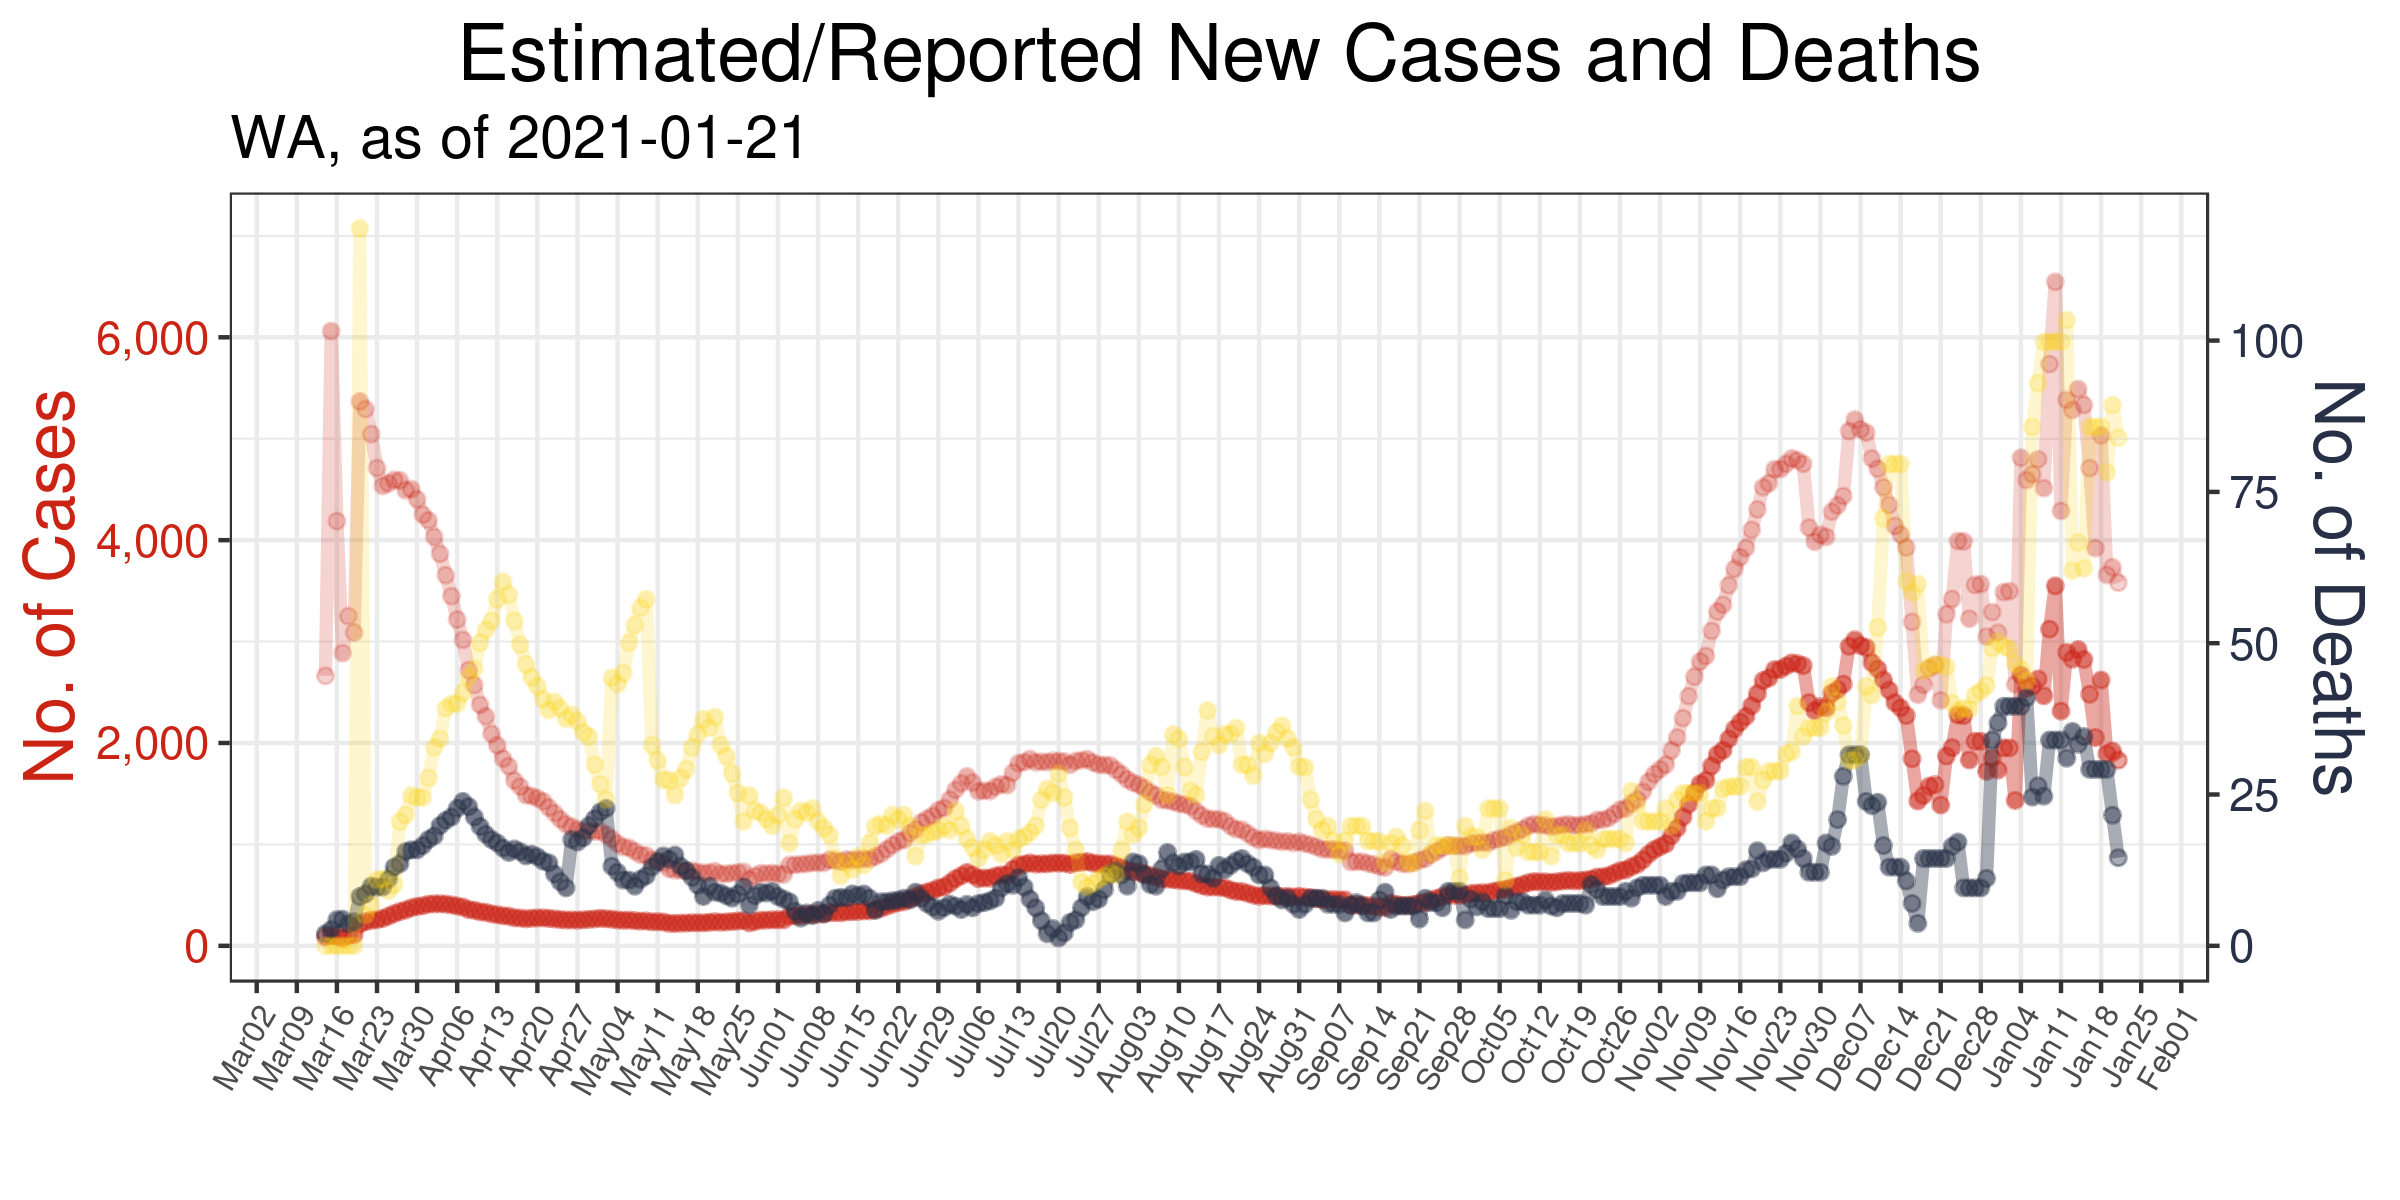 Estimated/Reported New Cases and Deaths
WA, as of 2021-01-21
No. of Cases
6,000
4,000
2,000
0
No. of Deaths
100
75
50
25
0
Mar02 Mar09 Mar16 Mar23 Mar30 Apr06 Apr13 Apr20 Apr27 May04 May11 May18 May25 Jun01 Jun08 Jun15 Jun22 Jun29 Jul06 Jul13 Jul20 Jul27 Aug03 Aug10 Aug17 Aug24 Aug31 Sep07 Sep14 Sep21 Sep28 Oct05 Oct12 Oct19 Oct26 Nov02 Nov09 Nov16 Nov23 Nov30 Dec07 Dec14 Dec21 Dec28 Jan04 Jan11 Jan18 Jan25 Feb01